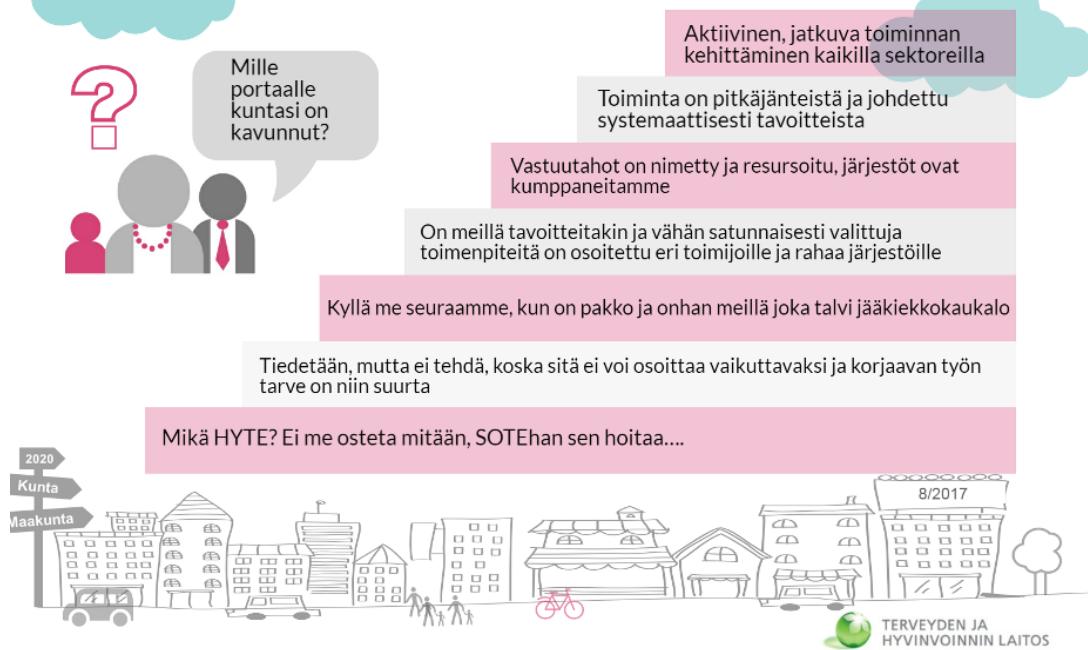 Mille
portaalle
kuntasi on
kavunnut?
Aktiivinen, jatkuva toiminnan
kehittäminen kaikilla sektoreilla
Toiminta on pitkäjänteistä ja johdettu
systemaattisesti tavoitteista
Vastuutahot on nimetty ja resursoitu, järjestöt ovat
kumppaneitamme
On meillä tavoitteitakin ja vähän satunnaisesti valittuja
toimenpiteitä on osoitettu eri toimijoille ja rahaa järjestöille
Kyllä me seuraamme, kun on pakko ja onhan meillä joka talvi jääkiekkokaukalo
Tiedetään, mutta ei tehdä, koska sitä ei voi osoittaa vaikuttavaksi ja korjaavan työn
tarve on niin suurta
Mikä HYTE? Ei me osteta mitään, SOTEhan sen hoitaa....
2020
Kunta
Maakunta
8/2017
TERVEYDEN JA
HYVINVOINNIN LAITOS